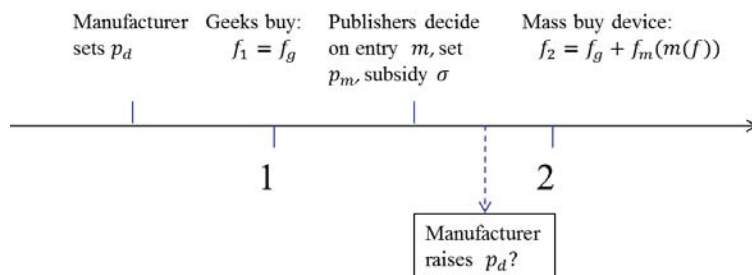 Manufacturer
sets p_d
Geeks buy:
f_1 = f_g
Publishers decide
on entry m, set
p_m, subsidy σ
Mass buy device:
f_2 = f_g + f_m(m(f))
1
2
Manufacturer
raises p_d?